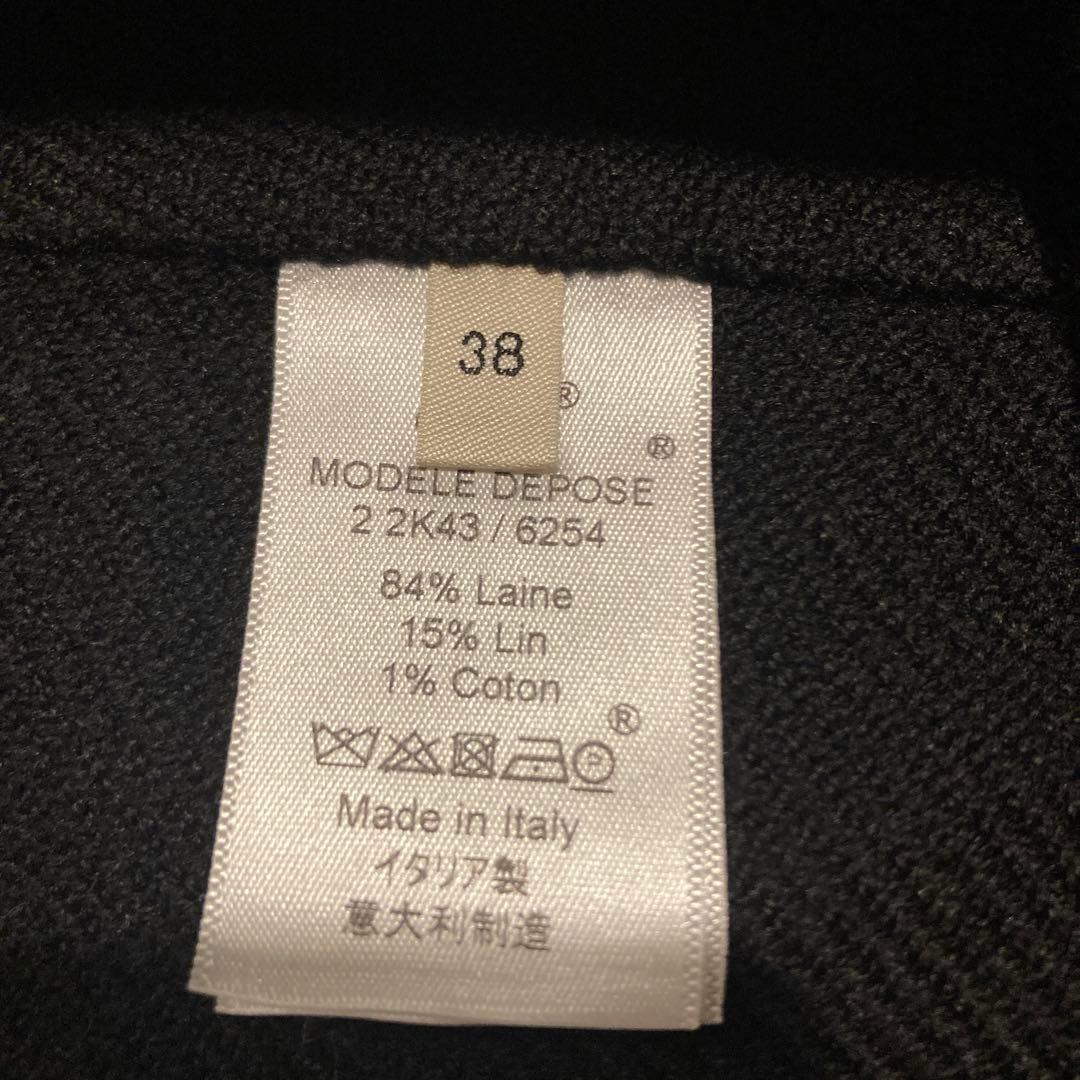 38
®
®
MODELE DEPOSE
2 2K43 / 6254
84% Laine
15% Lin
1% Coton
®
P
Made in Italy
イタリア製
意大利制造